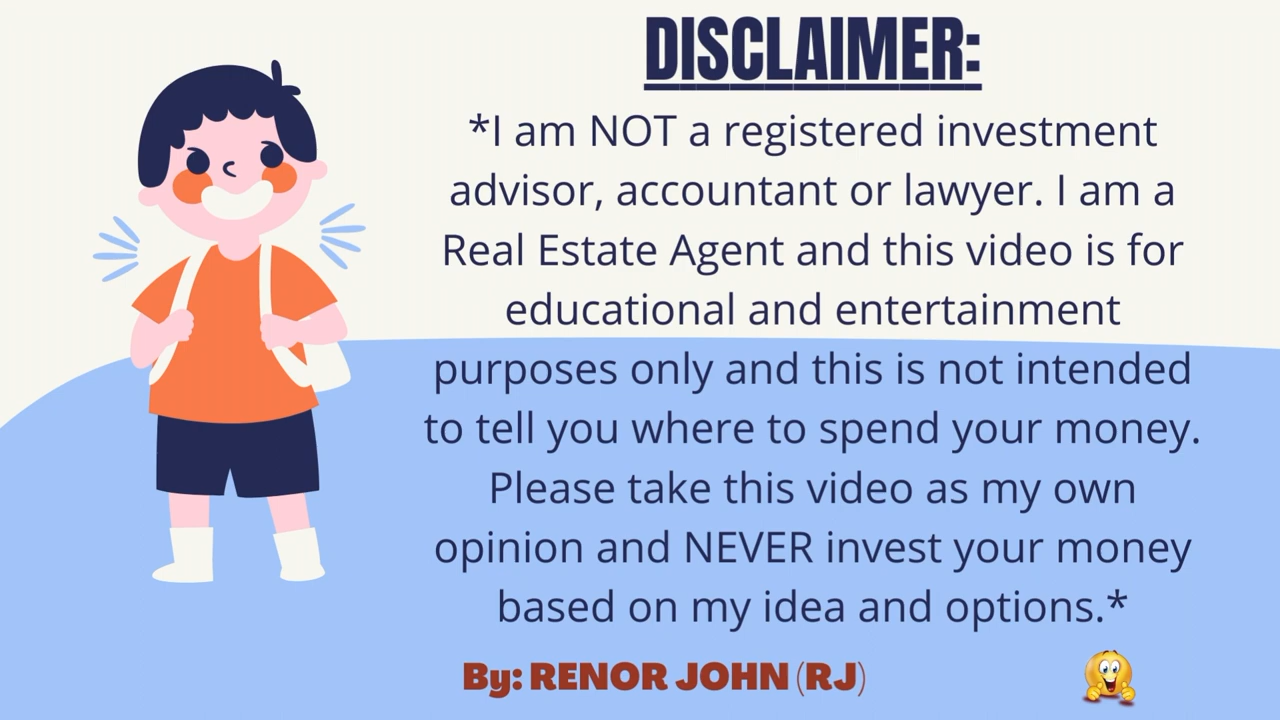 DISCLAIMER:
*I am NOT a registered investment
advisor, accountant or lawyer. I am a
Real Estate Agent and this video is for
educational and entertainment
purposes only and this is not intended
to tell you where to spend your money.
Please take this video as my own
opinion and NEVER invest your money
based on my idea and options.*
By: RENOR JOHN (RJ)